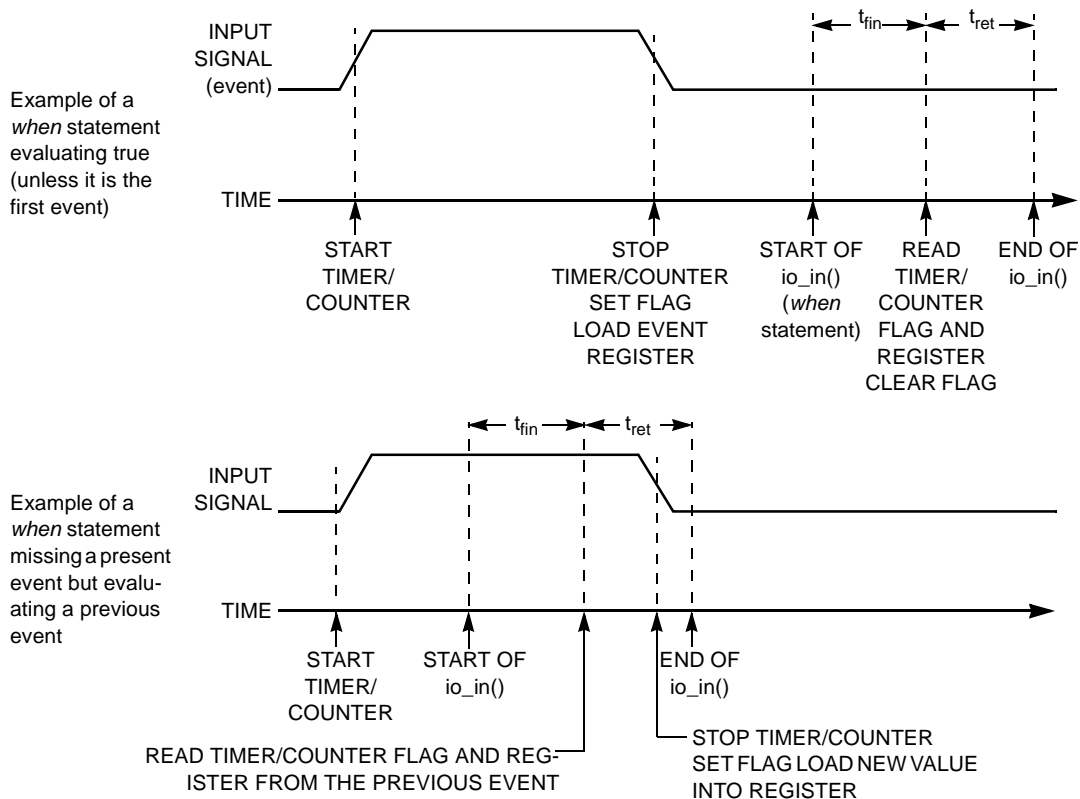 INPUT
SIGNAL
(event)
Example of a
when statement
evaluating true
(unless it is the
first event)
tfin
tret
TIME
START
TIMER/
COUNTER
STOP
TIMER/COUNTER
SET FLAG
LOAD EVENT
REGISTER
START OF
io_in()
(when
statement)
READ
TIMER/
COUNTER
FLAG AND
REGISTER
CLEAR FLAG
END OF
io_in()
tfin
tret
INPUT
SIGNAL
Example of a
when statement
missing a present
event but evalu-
ating a previous
event
TIME
START
TIMER/
COUNTER
START OF
io_in()
END OF
io_in()
READ TIMER/COUNTER FLAG AND REG-
ISTER FROM THE PREVIOUS EVENT
STOP TIMER/COUNTER
SET FLAG LOAD NEW VALUE
INTO REGISTER